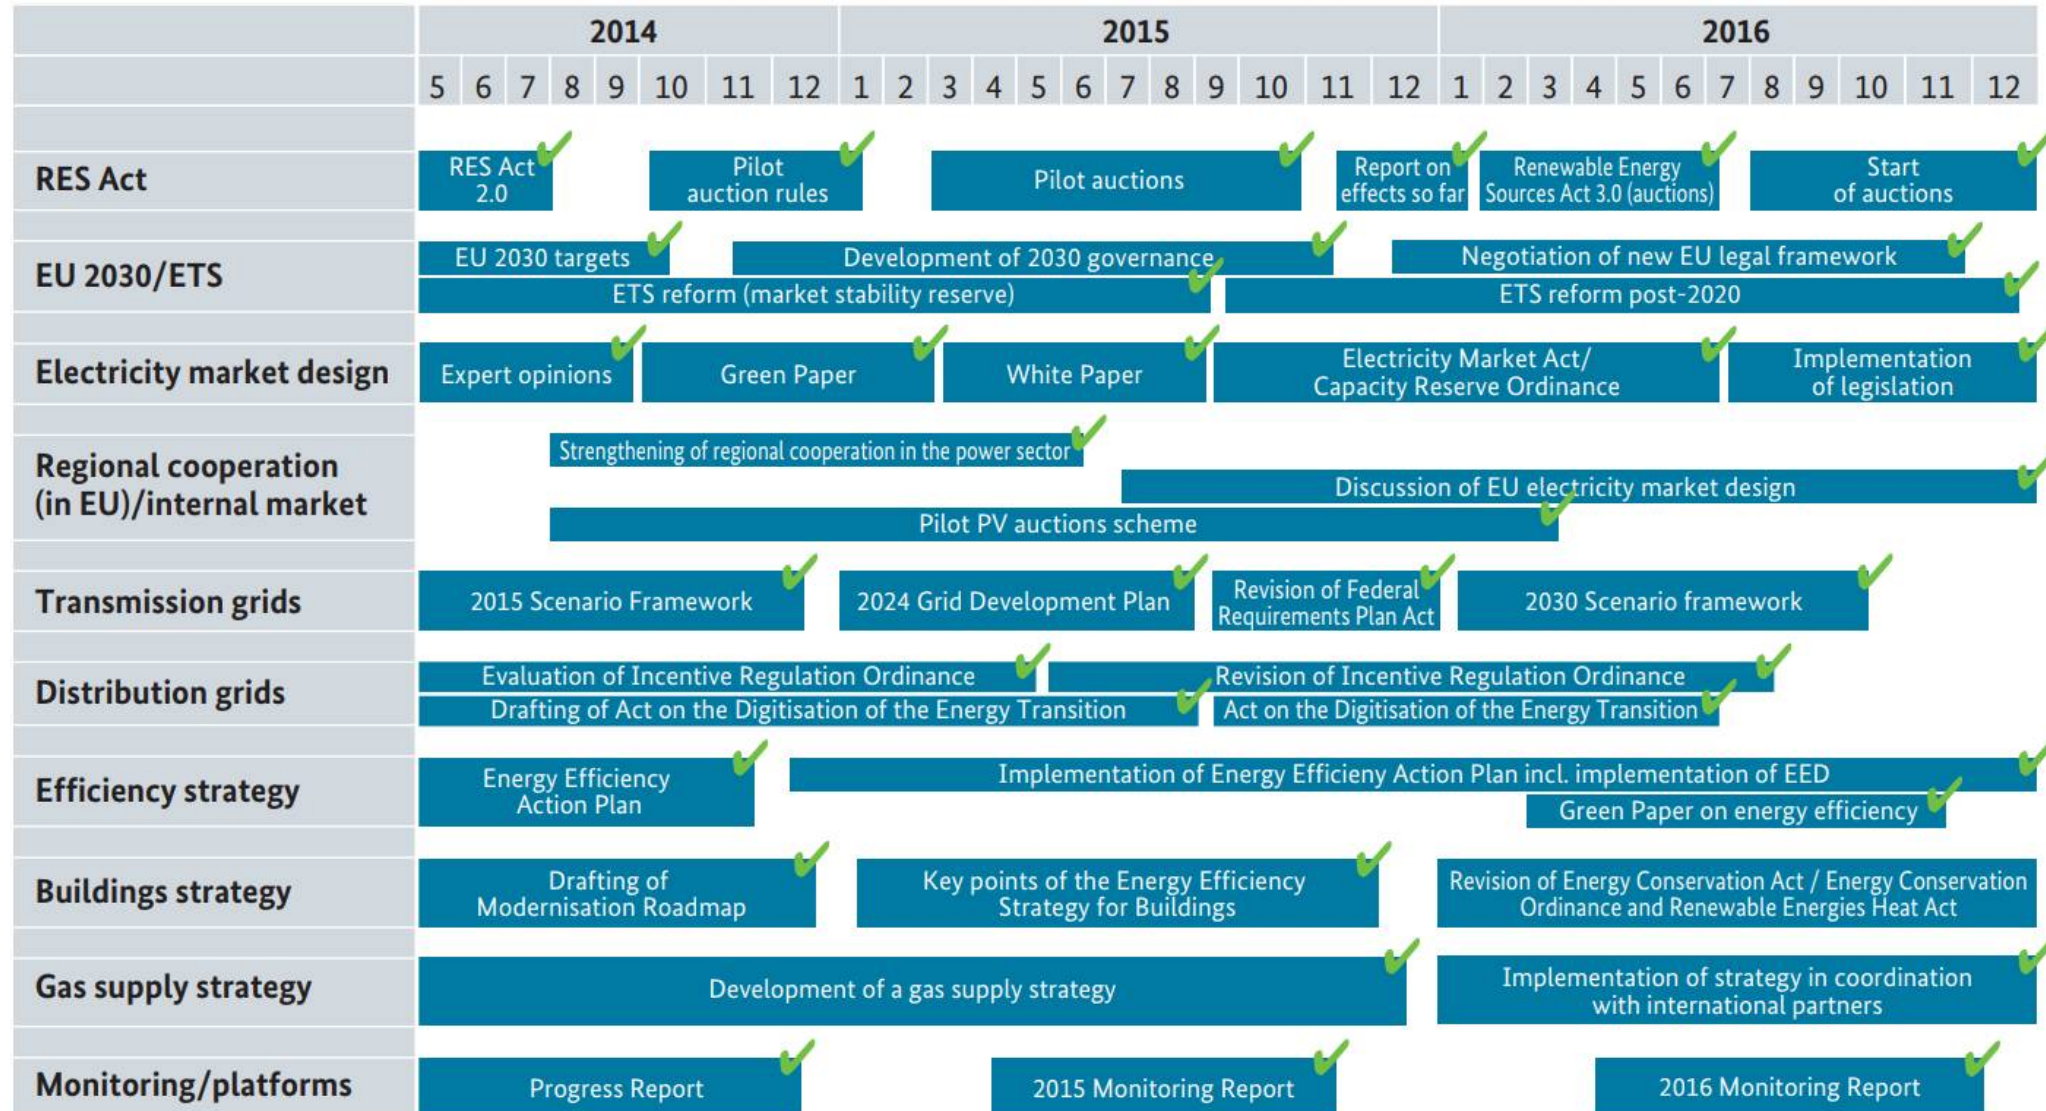 2014 2015 2016
5 6 7 8 9 10 11 12 1 2 3 4 5 6 7 8 9 10 11 12 1 2 3 4 5 6 7 8 9 10 11 12
RES Act
RES Act
2.0
Pilot
auction rules
Pilot auctions
Report on
effects so far
Renewable Energy
Sources Act 3.0 (auctions)
Start
of auctions
EU 2030/ETS
EU 2030 targets
Development of 2030 governance
Negotiation of new EU legal framework
ETS reform (market stability reserve)
ETS reform post-2020
Electricity market design
Expert opinions
Green Paper
White Paper
Electricity Market Act/
Capacity Reserve Ordinance
Implementation
of legislation
Regional cooperation
(in EU)/internal market
Strengthening of regional cooperation in the power sector
Discussion of EU electricity market design
Pilot PV auctions scheme
Transmission grids
2015 Scenario Framework
2024 Grid Development Plan
Revision of Federal
Requirements Plan Act
2030 Scenario framework
Distribution grids
Evaluation of Incentive Regulation Ordinance
Revision of Incentive Regulation Ordinance
Drafting of Act on the Digitisation of the Energy Transition
Act on the Digitisation of the Energy Transition
Efficiency strategy
Energy Efficiency
Action Plan
Implementation of Energy Efficieny Action Plan incl. implementation of EED
Green Paper on energy efficiency
Buildings strategy
Drafting of
Modernisation Roadmap
Key points of the Energy Efficiency
Strategy for Buildings
Revision of Energy Conservation Act / Energy Conservation
Ordinance and Renewable Energies Heat Act
Gas supply strategy
Development of a gas supply strategy
Implementation of strategy in coordination
with international partners
Monitoring/platforms
Progress Report
2015 Monitoring Report
2016 Monitoring Report